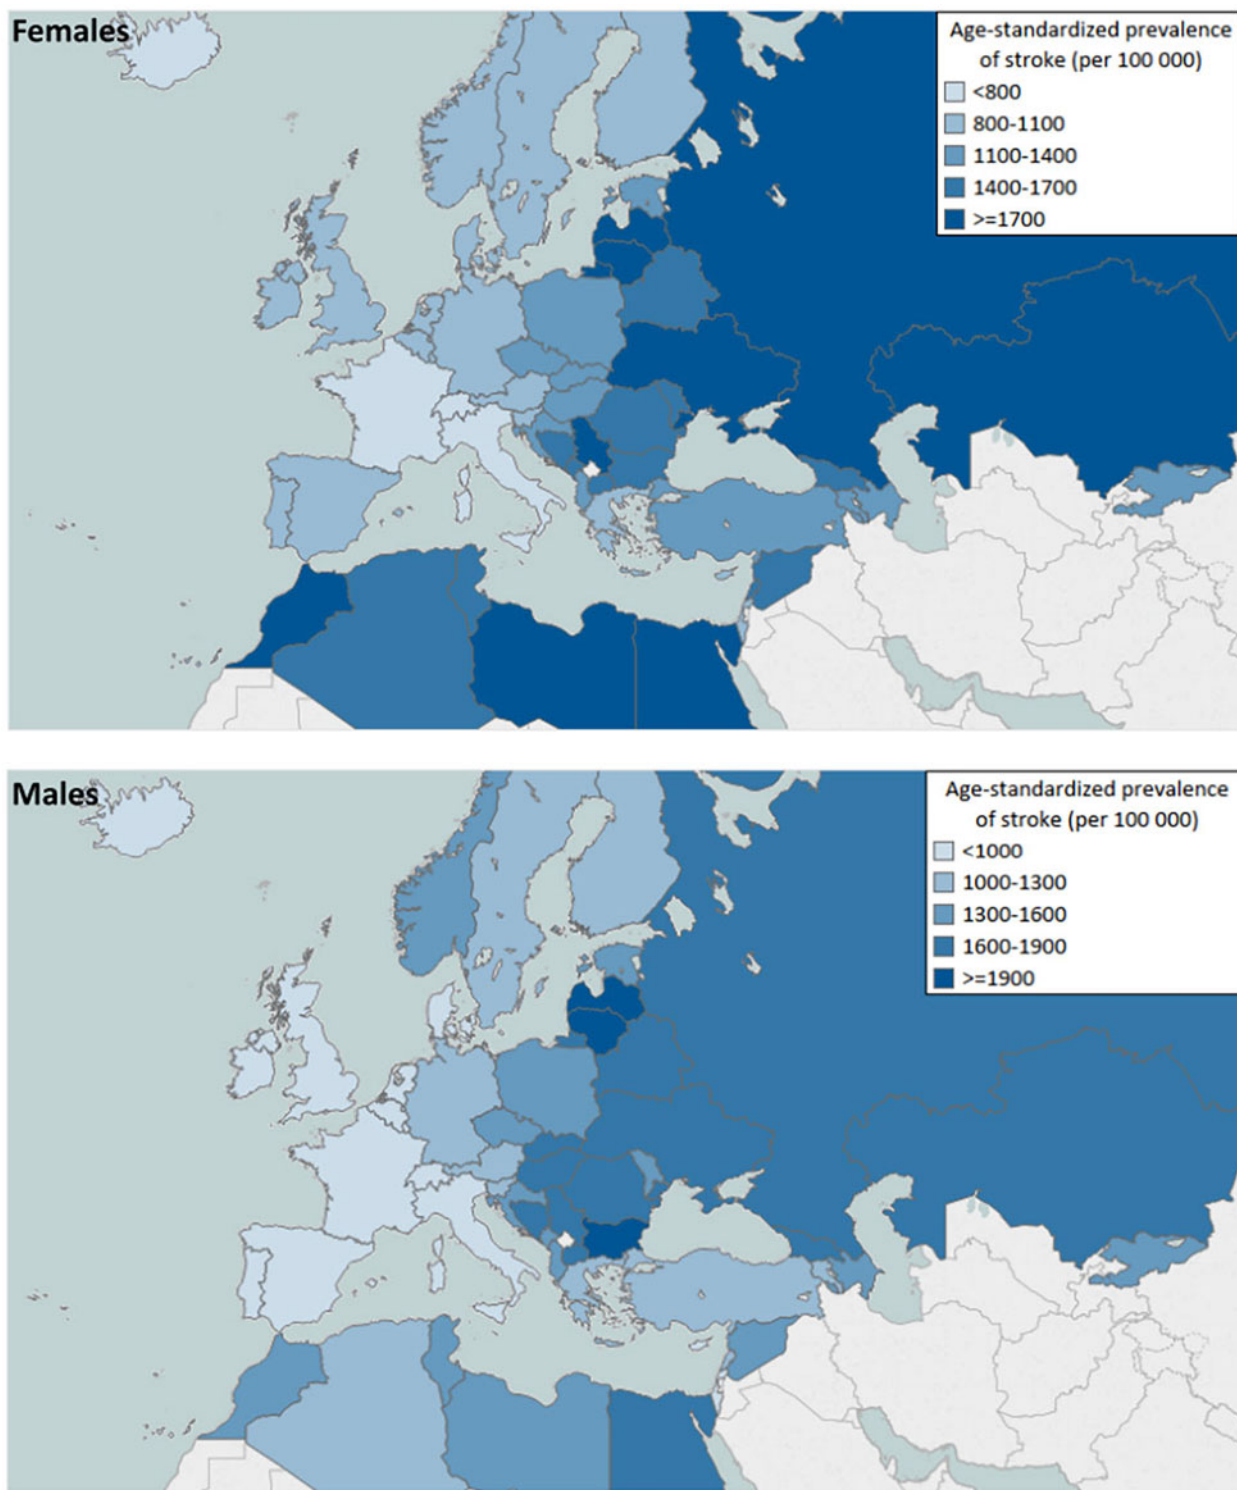 Females
Age-standardized prevalence
of stroke (per 100 000)
<800
800-1100
1100-1400
1400-1700
>=1700
Males
Age-standardized prevalence
of stroke (per 100 000)
<1000
1000-1300
1300-1600
1600-1900
>=1900